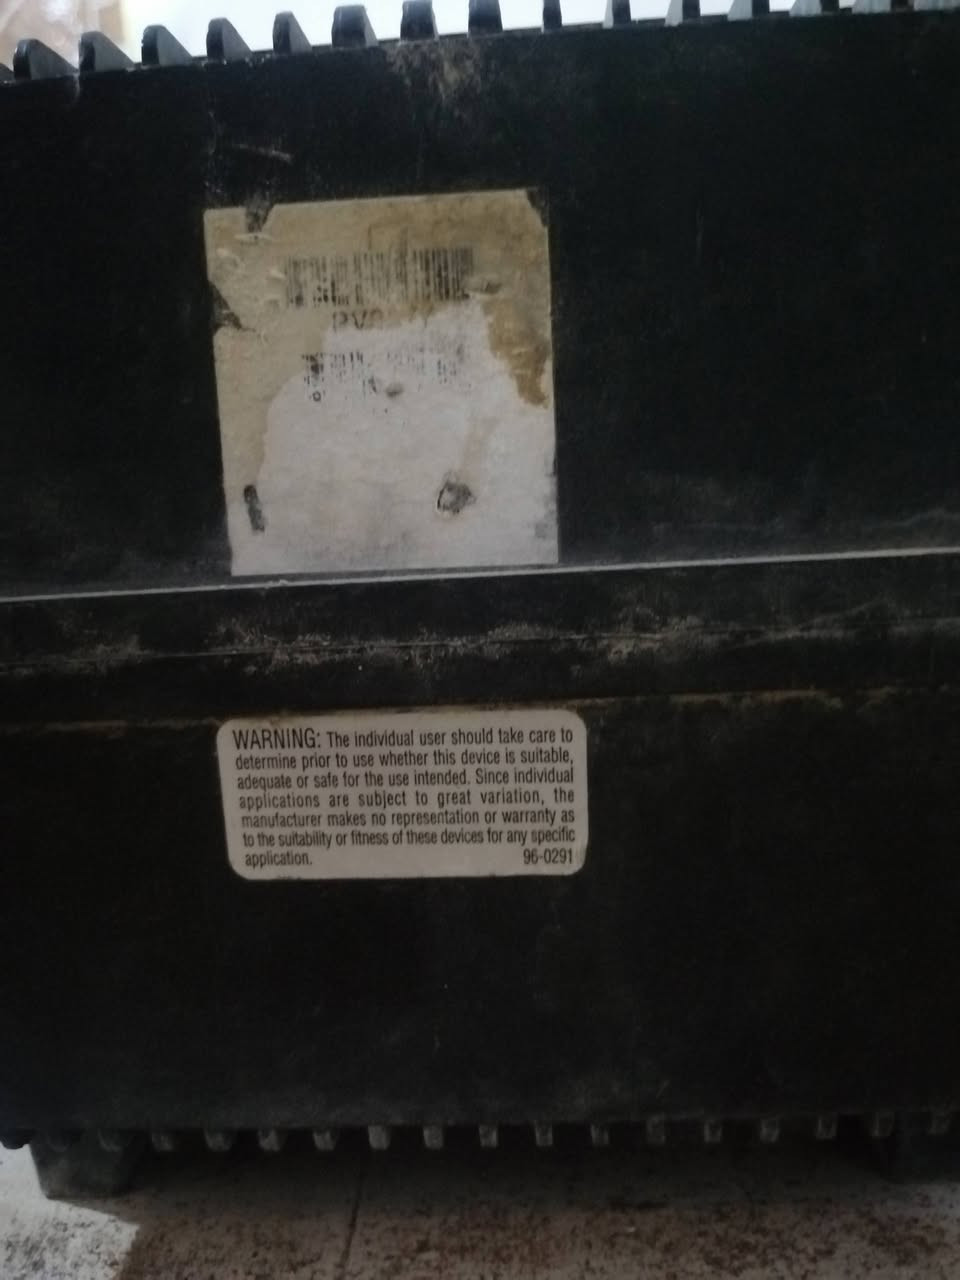 WARNING: The individual user should take care to
determine prior to use whether this device is suitable,
adequate or safe for the use intended. Since individual
applications are subject to great variation, the
manufacturer makes no representation or warranty as
to the suitability or fitness of these devices for any specific
application. 96-0291